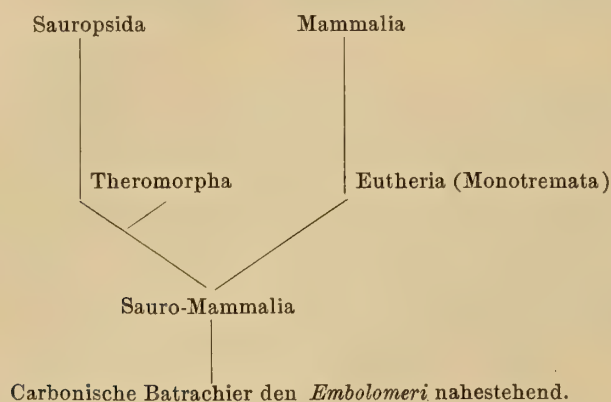 Sauropsida Mammalia
Theromorpha Eutheria (Monotremata)
Sauro-Mammalia
Carbonische Batrachier den Embolomeri nahestehend.